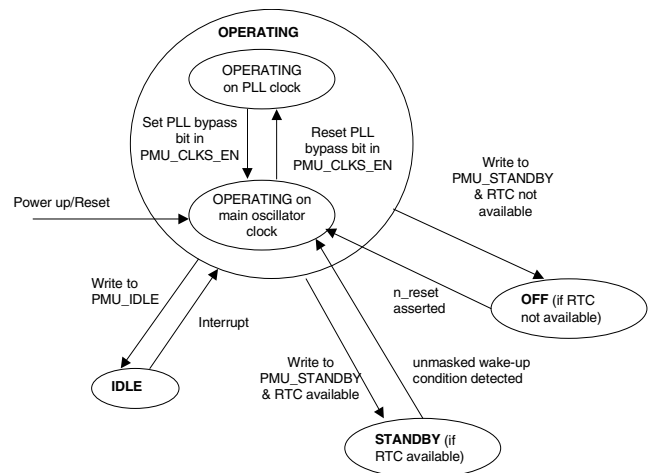 OPERATING
OPERATING
on PLL clock
Set PLL bypass
bit in
PMU_CLKS_EN
Reset PLL
bypass bit in
PMU_CLKS_EN
Write to
PMU_STANDBY
& RTC not
available
Power up/Reset
OPERATING on
main oscillator
clock
Write to
PMU_IDLE
Interrupt
n_reset
asserted
OFF (if RTC
not available)
Write to
PMU_STANDBY
& RTC available
unmasked wake-up
condition detected
IDLE
STANDBY (if
RTC available)